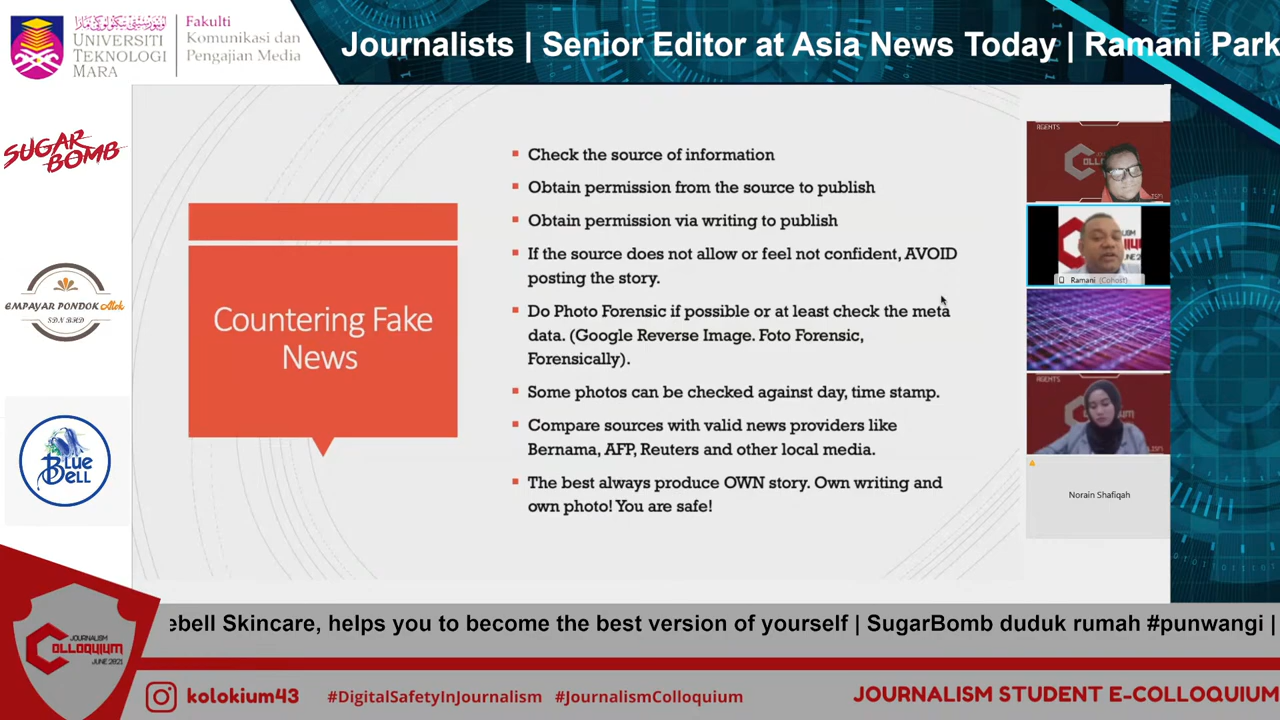 UNIVERSITI
TEKNOLOGI
MARA
Fakulti
Komunikasi dan
Pengajian Media
Journalists | Senior Editor at Asia News Today | Ramani Park
SUGAR
BOMB
EMPAYAR PONDOK Atok
SDN BHD
BLUE
BELL
Countering Fake
News
▪ Check the source of information
▪ Obtain permission from the source to publish
▪ Obtain permission via writing to publish
▪ If the source does not allow or feel not confident, AVOID
posting the story.
▪ Do Photo Forensic if possible or at least check the meta
data. (Google Reverse Image. Foto Forensic,
Forensically).
▪ Some photos can be checked against day, time stamp.
▪ Compare sources with valid news providers like
Bernama, AFP, Reuters and other local media.
▪ The best always produce OWN story. Own writing and
own photo! You are safe!
AGENTS
Ramani (Cohost)
AGENTS
Norain Shafiqah
ebell Skincare, helps you to become the best version of yourself | SugarBomb duduk rumah #punwangi |
JOURNALISM
COLLOQUIUM
JUNE 2021
kolokium43
#DigitalSafetyInJournalism #JournalismColloquium
JOURNALISM STUDENT E-COLLOQUIUM